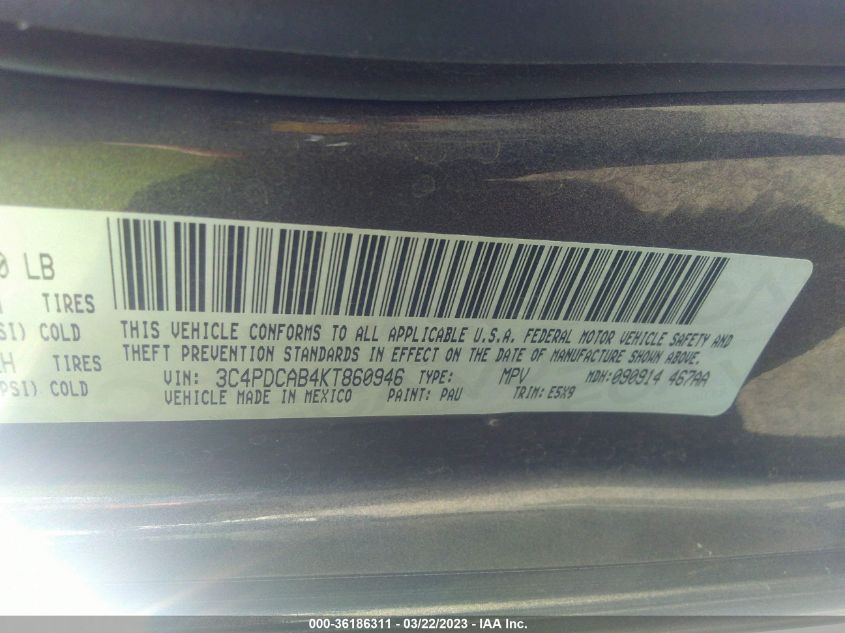 0 LB
TIRES
SI) COLD
TIRES
PSI) COLD
THIS VEHICLE CONFORMS TO ALL APPLICABLE U.S.A. FEDERAL MOTOR VEHICLE SAFETY AND
THEFT PREVENTION STANDARDS IN EFFECT ON THE DATE OF MANUFACTURE SHOWN ABOVE.
VIN: 3C4PDCAB4KT860946 TYPE: MPV MDH:090914 467AA
VEHICLE MADE IN MEXICO PAINT: PAU TRIM: E5X9
000-36186311 - 03/22/2023 - IAA Inc.